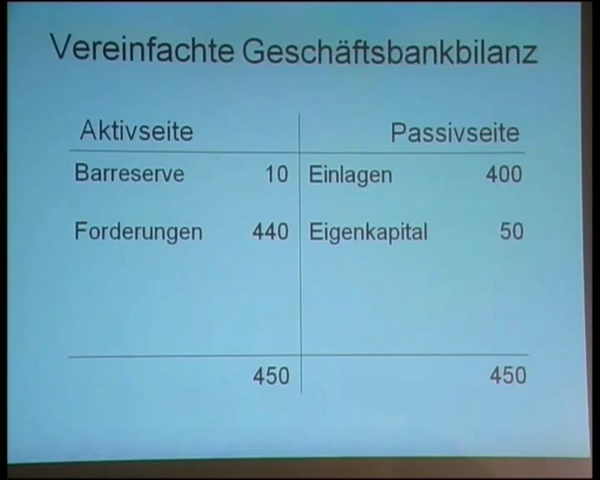 Vereinfachte Geschäftsbankbilanz
Aktivseite Passivseite
Barreserve 10 Einlagen 400
Forderungen 440 Eigenkapital 50
450 450